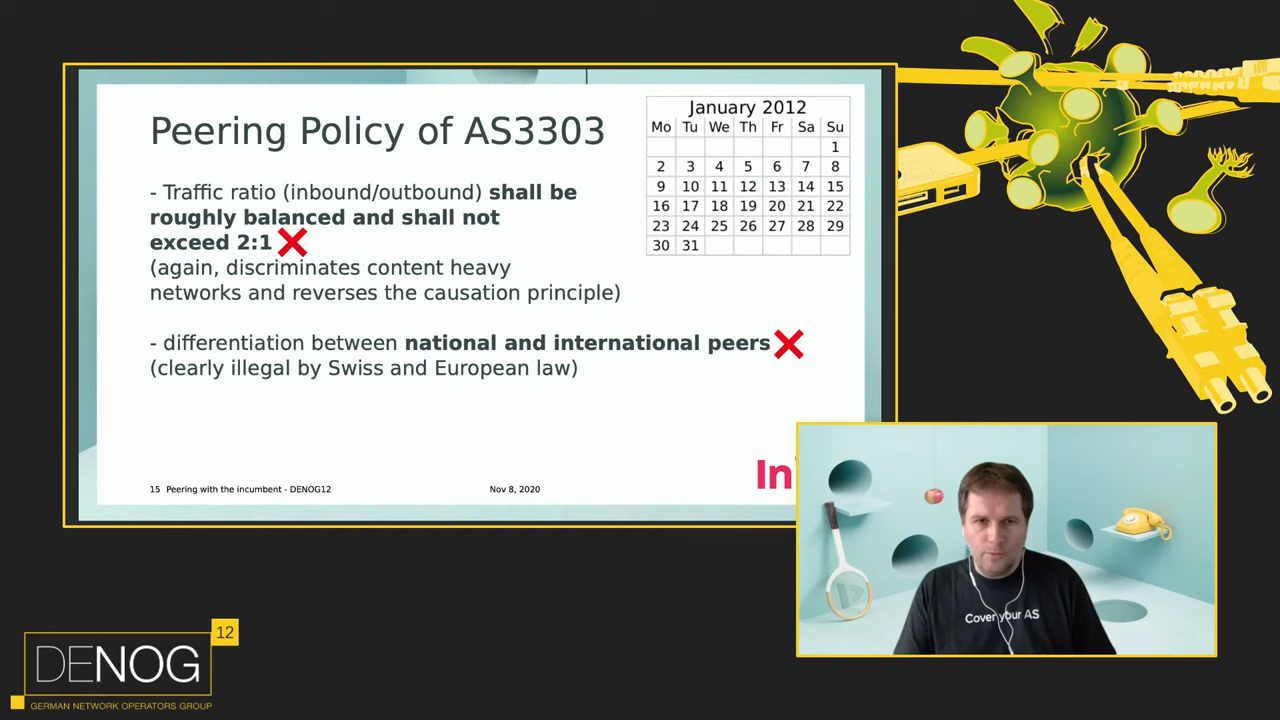 Peering Policy of AS3303
January 2012
Mo Tu We Th Fr Sa Su
1
2 3 4 5 6 7 8
9 10 11 12 13 14 15
16 17 18 19 20 21 22
23 24 25 26 27 28 29
30 31
- Traffic ratio (inbound/outbound) shall be
roughly balanced and shall not
exceed 2:1
(again, discriminates content heavy
networks and reverses the causation principle)
- differentiation between national and international peers
(clearly illegal by Swiss and European law)
15 Peering with the incumbent - DENOG12
Nov 8, 2020
In
Cover your AS
12
DENOG
GERMAN NETWORK OPERATORS GROUP